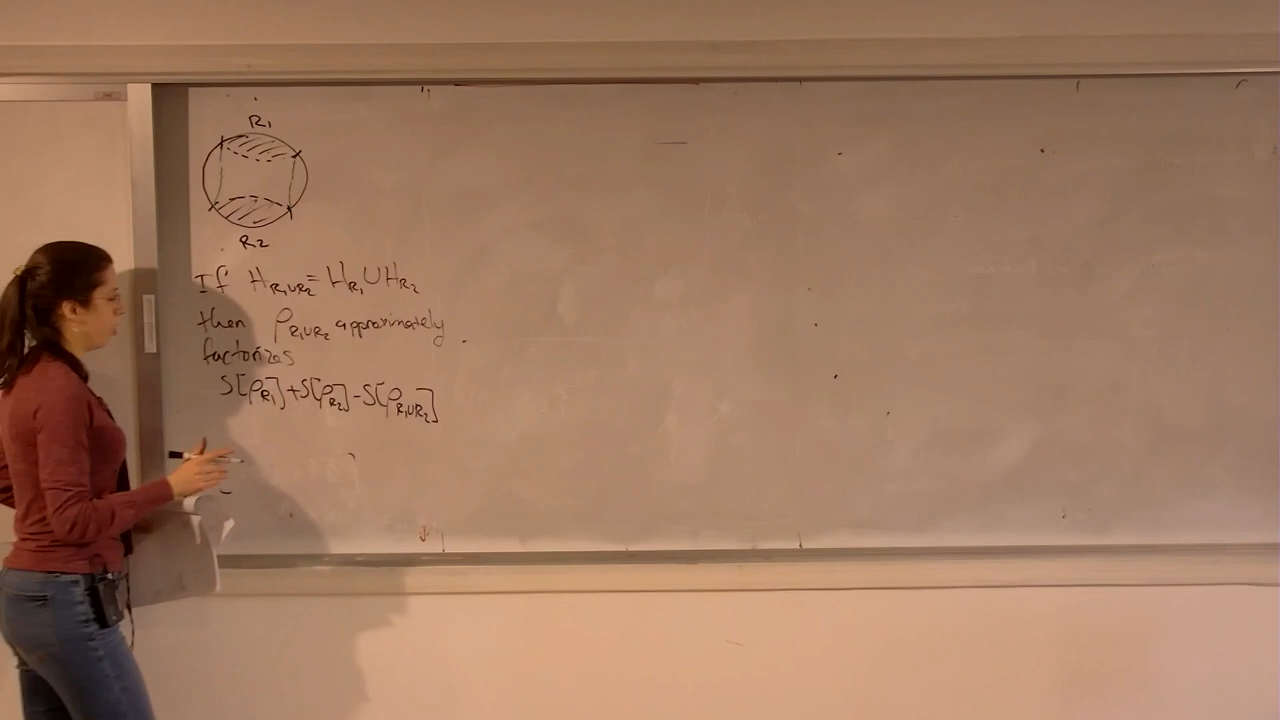 R1
R2
If H_{R1∪R2} = H_{R1} ∪ H_{R2}
then ρ_{R1∪R2} approximately
factorizes
S[ρ_{R1}] + S[ρ_{R2}] - S[ρ_{R1∪R2}]